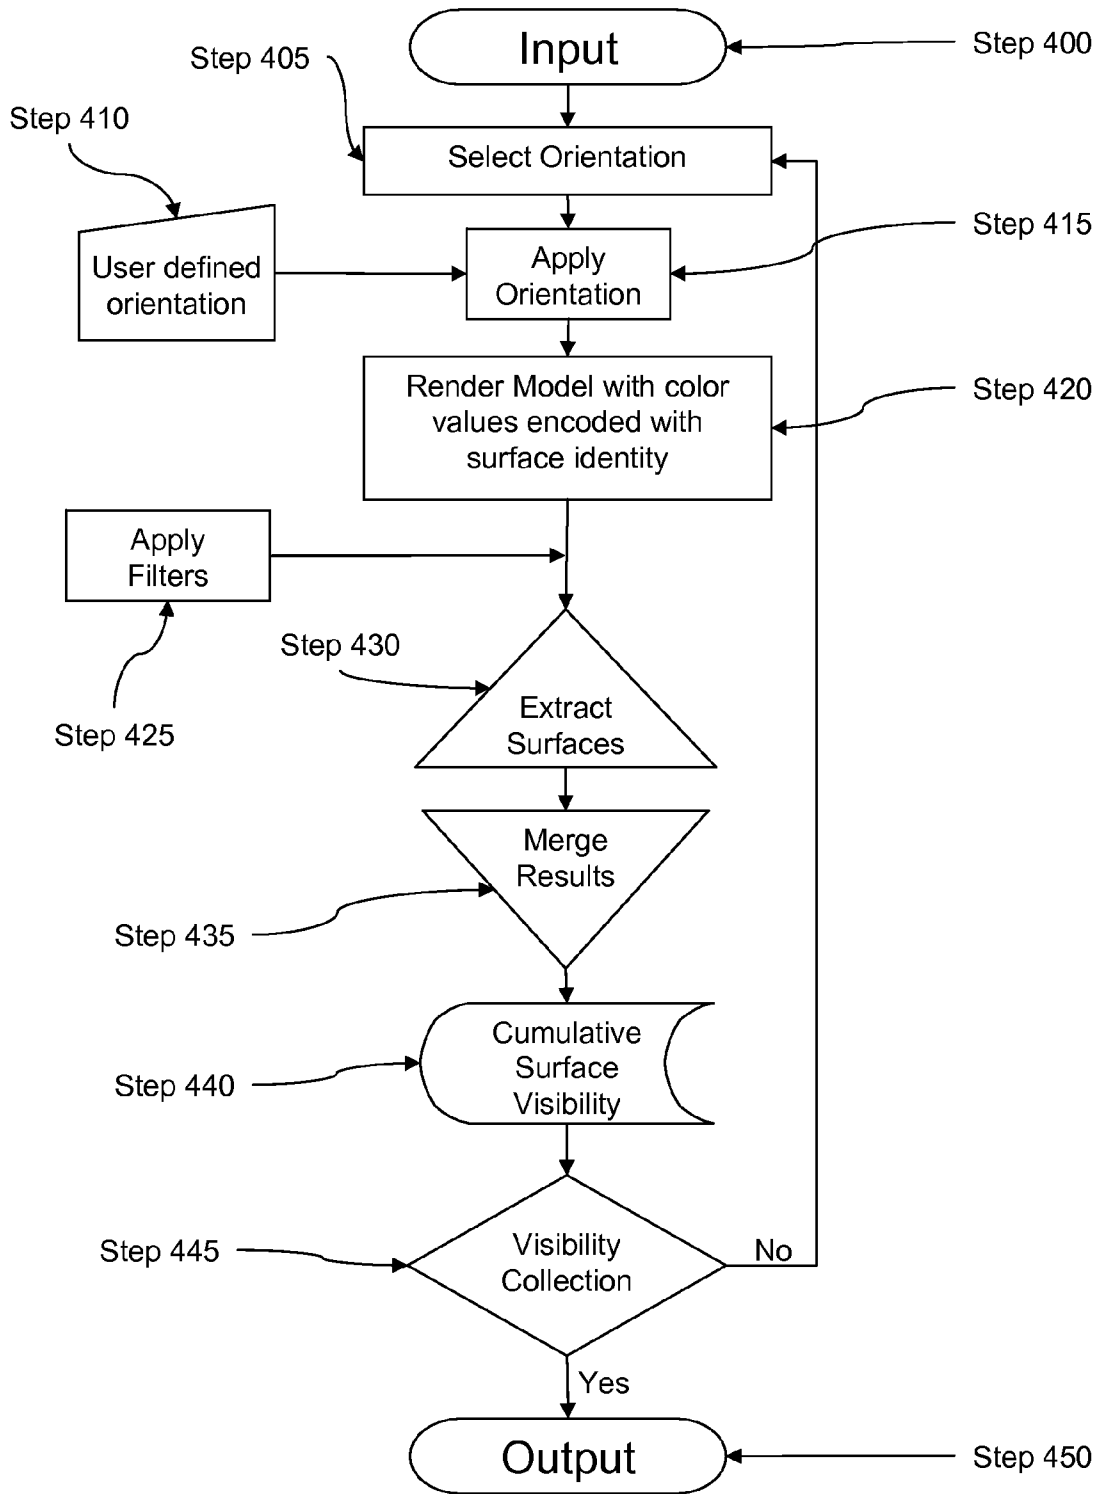 Input
Step 400
Step 405
Select Orientation
Step 410
Step 415
User defined
orientation
Apply
Orientation
Render Model with color
values encoded with
surface identity
Step 420
Apply
Filters
Step 425
Step 430
Extract
Surfaces
Merge
Results
Step 435
Cumulative
Surface
Visibility
Step 440
Visibility
Collection
Step 445
No
Yes
Output
Step 450